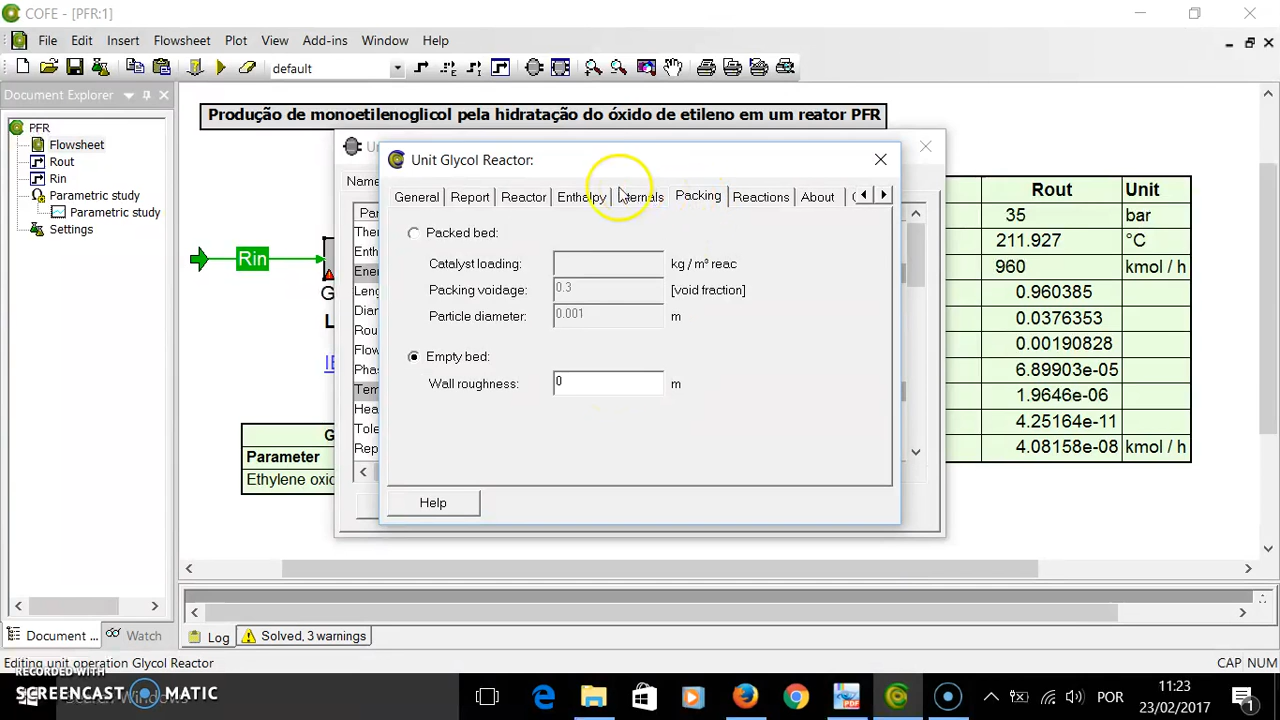 COFE - [PFR:1]
File Edit Insert Flowsheet Plot View Add-ins Window Help
default
Document Explorer
PFR
Flowsheet
Rout
Rin
Parametric study
Parametric study
Settings
Produção de monoetilenoglicol pela hidratação do óxido de etileno em um reator PFR
Rin
Name
Unit Glycol Reactor:
General Report Reactor Enthalpy Packing Reactions About
Packed bed:
Catalyst loading: kg / m³ reac
Packing voidage: 0.3 [void fraction]
Particle diameter: 0.001 m
Empty bed:
Wall roughness: 0 m
Help
Parameter
Rout Unit
35 bar
211.927 °C
960 kmol / h
0.960385
0.0376353
0.00190828
6.89903e-05
1.9646e-06
4.25164e-11
4.08158e-08 kmol / h
Document ... Watch
Log Solved, 3 warnings
Editing unit operation Glycol Reactor
CAP NUM
RECORDED WITH
SCREENCAST MATIC
POR
11:23
23/02/2017
1